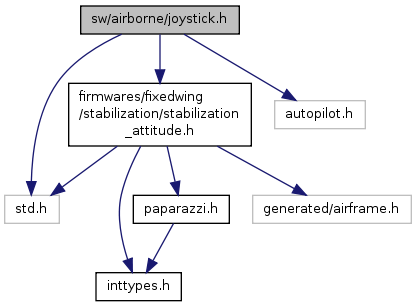 sw/airborne/joystick.h
firmwares/fixedwing
/stabilization/stabilization
_attitude.h
autopilot.h
std.h
paparazzi.h
generated/airframe.h
inttypes.h